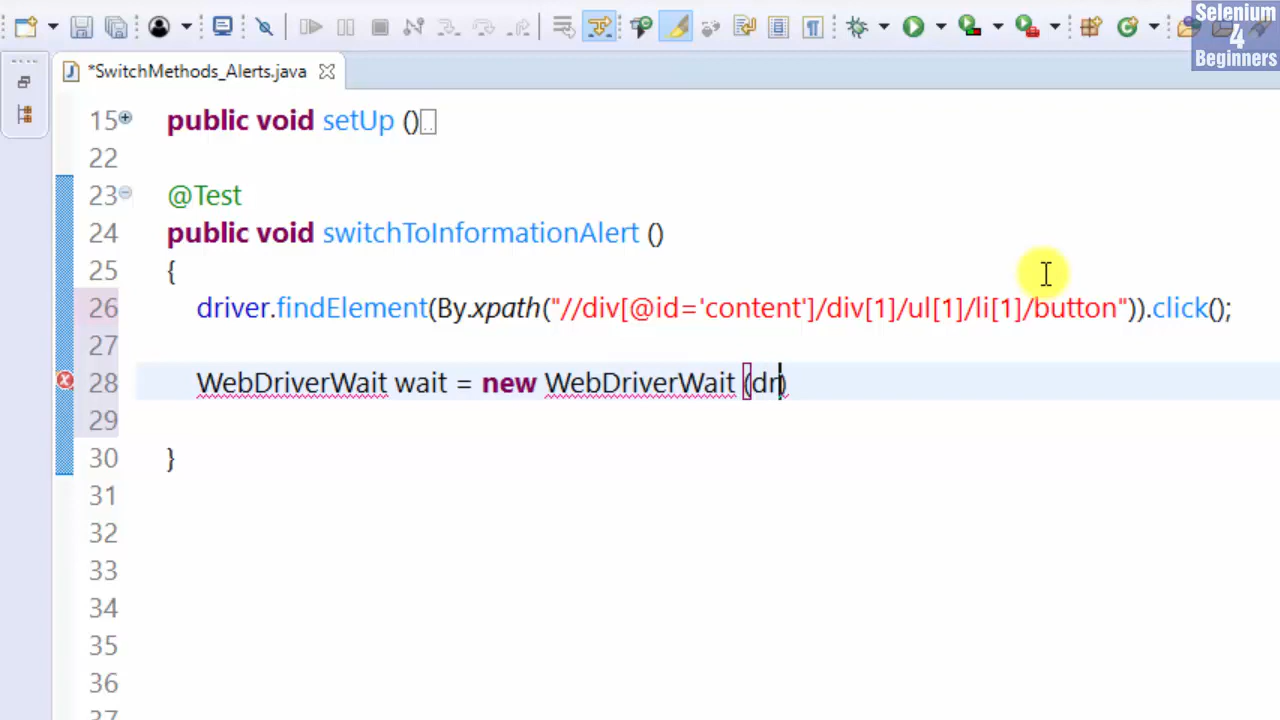 Selenium
4
Beginners
*SwitchMethods_Alerts.java
15 public void setUp ()
22
23 @Test
24 public void switchToInformationAlert ()
25 {
26 driver.findElement(By.xpath("//div[@id='content']/div[1]/ul[1]/li[1]/button")).click();
27
28 WebDriverWait wait = new WebDriverWait (dr)
29
30 }
31
32
33
34
35
36
37